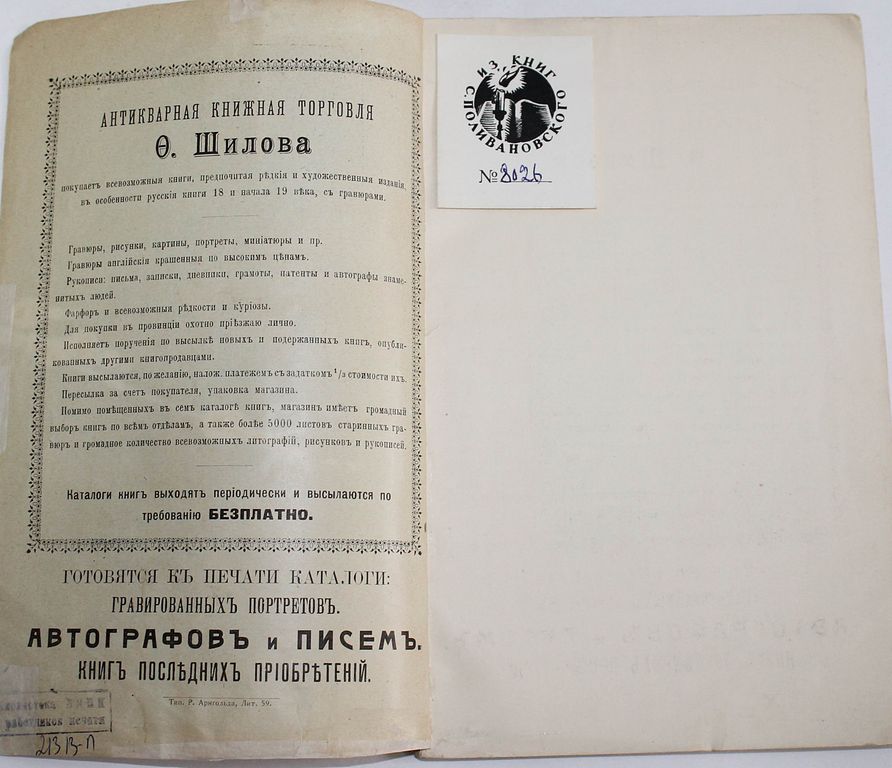 АНТИКВАРНАЯ КНИЖНАЯ ТОРГОВЛЯ
Ѳ. Шилова
покупаетъ всевозможныя книги, предпочитая рѣдкія и художественныя изданія,
въ особенности русскія книги 18 и начала 19 вѣка, съ гравюрами.
Гравюры, рисунки, картины, портреты, миніатюры и пр.
Гравюры англійскія крашенныя по высокимъ цѣнамъ.
Рукописи: письма, записки, дневники, грамоты, патенты и автографы знаме-
нитыхъ людей.
Фарфоръ и всевозможныя рѣдкости и курiозы.
Для покупки въ провинціи охотно пріѣзжаю лично.
Исполняетъ порученія по высылкѣ новыхъ и подержанныхъ книгъ, опубли-
кованныхъ другими книгопродавцами.
Книги высылаются, по желанію, налож. платежемъ съ задаткомъ ¹/₃ стоимости ихъ.
Пересылка за счетъ покупателя, упаковка магазина.
Помимо помѣщенныхъ въ семъ каталогѣ книгъ, магазинъ имѣетъ громадный
выборъ книгъ по всѣмъ отдѣламъ, а также болѣе 5000 листовъ старинныхъ гра-
вюръ и громадное количество всевозможныхъ литографій, рисунковъ и рукописей.
Каталоги книгъ выходятъ періодически и высылаются по
требованію БЕЗПЛАТНО.
ГОТОВЯТСЯ КЪ ПЕЧАТИ КАТАЛОГИ:
ГРАВИРОВАННЫХЪ ПОРТРЕТОВЪ.
АВТОГРАФОВЪ и ПИСЕМЪ.
КНИГЪ ПОСЛѢДНИХЪ ПРІОБРѢТЕНІЙ.
Тип. Р. Арнгольда, Лит. 59.
работников печати
213 В-П
ИЗ КНИГ
С. ПОЛИВАНОВСКОГО
№ 8026